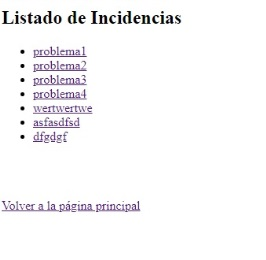 Listado de Incidencias
problema1
problema2
problema3
problema4
wertwertwe
asfasdfsd
dfgdgf
Volver a la página principal